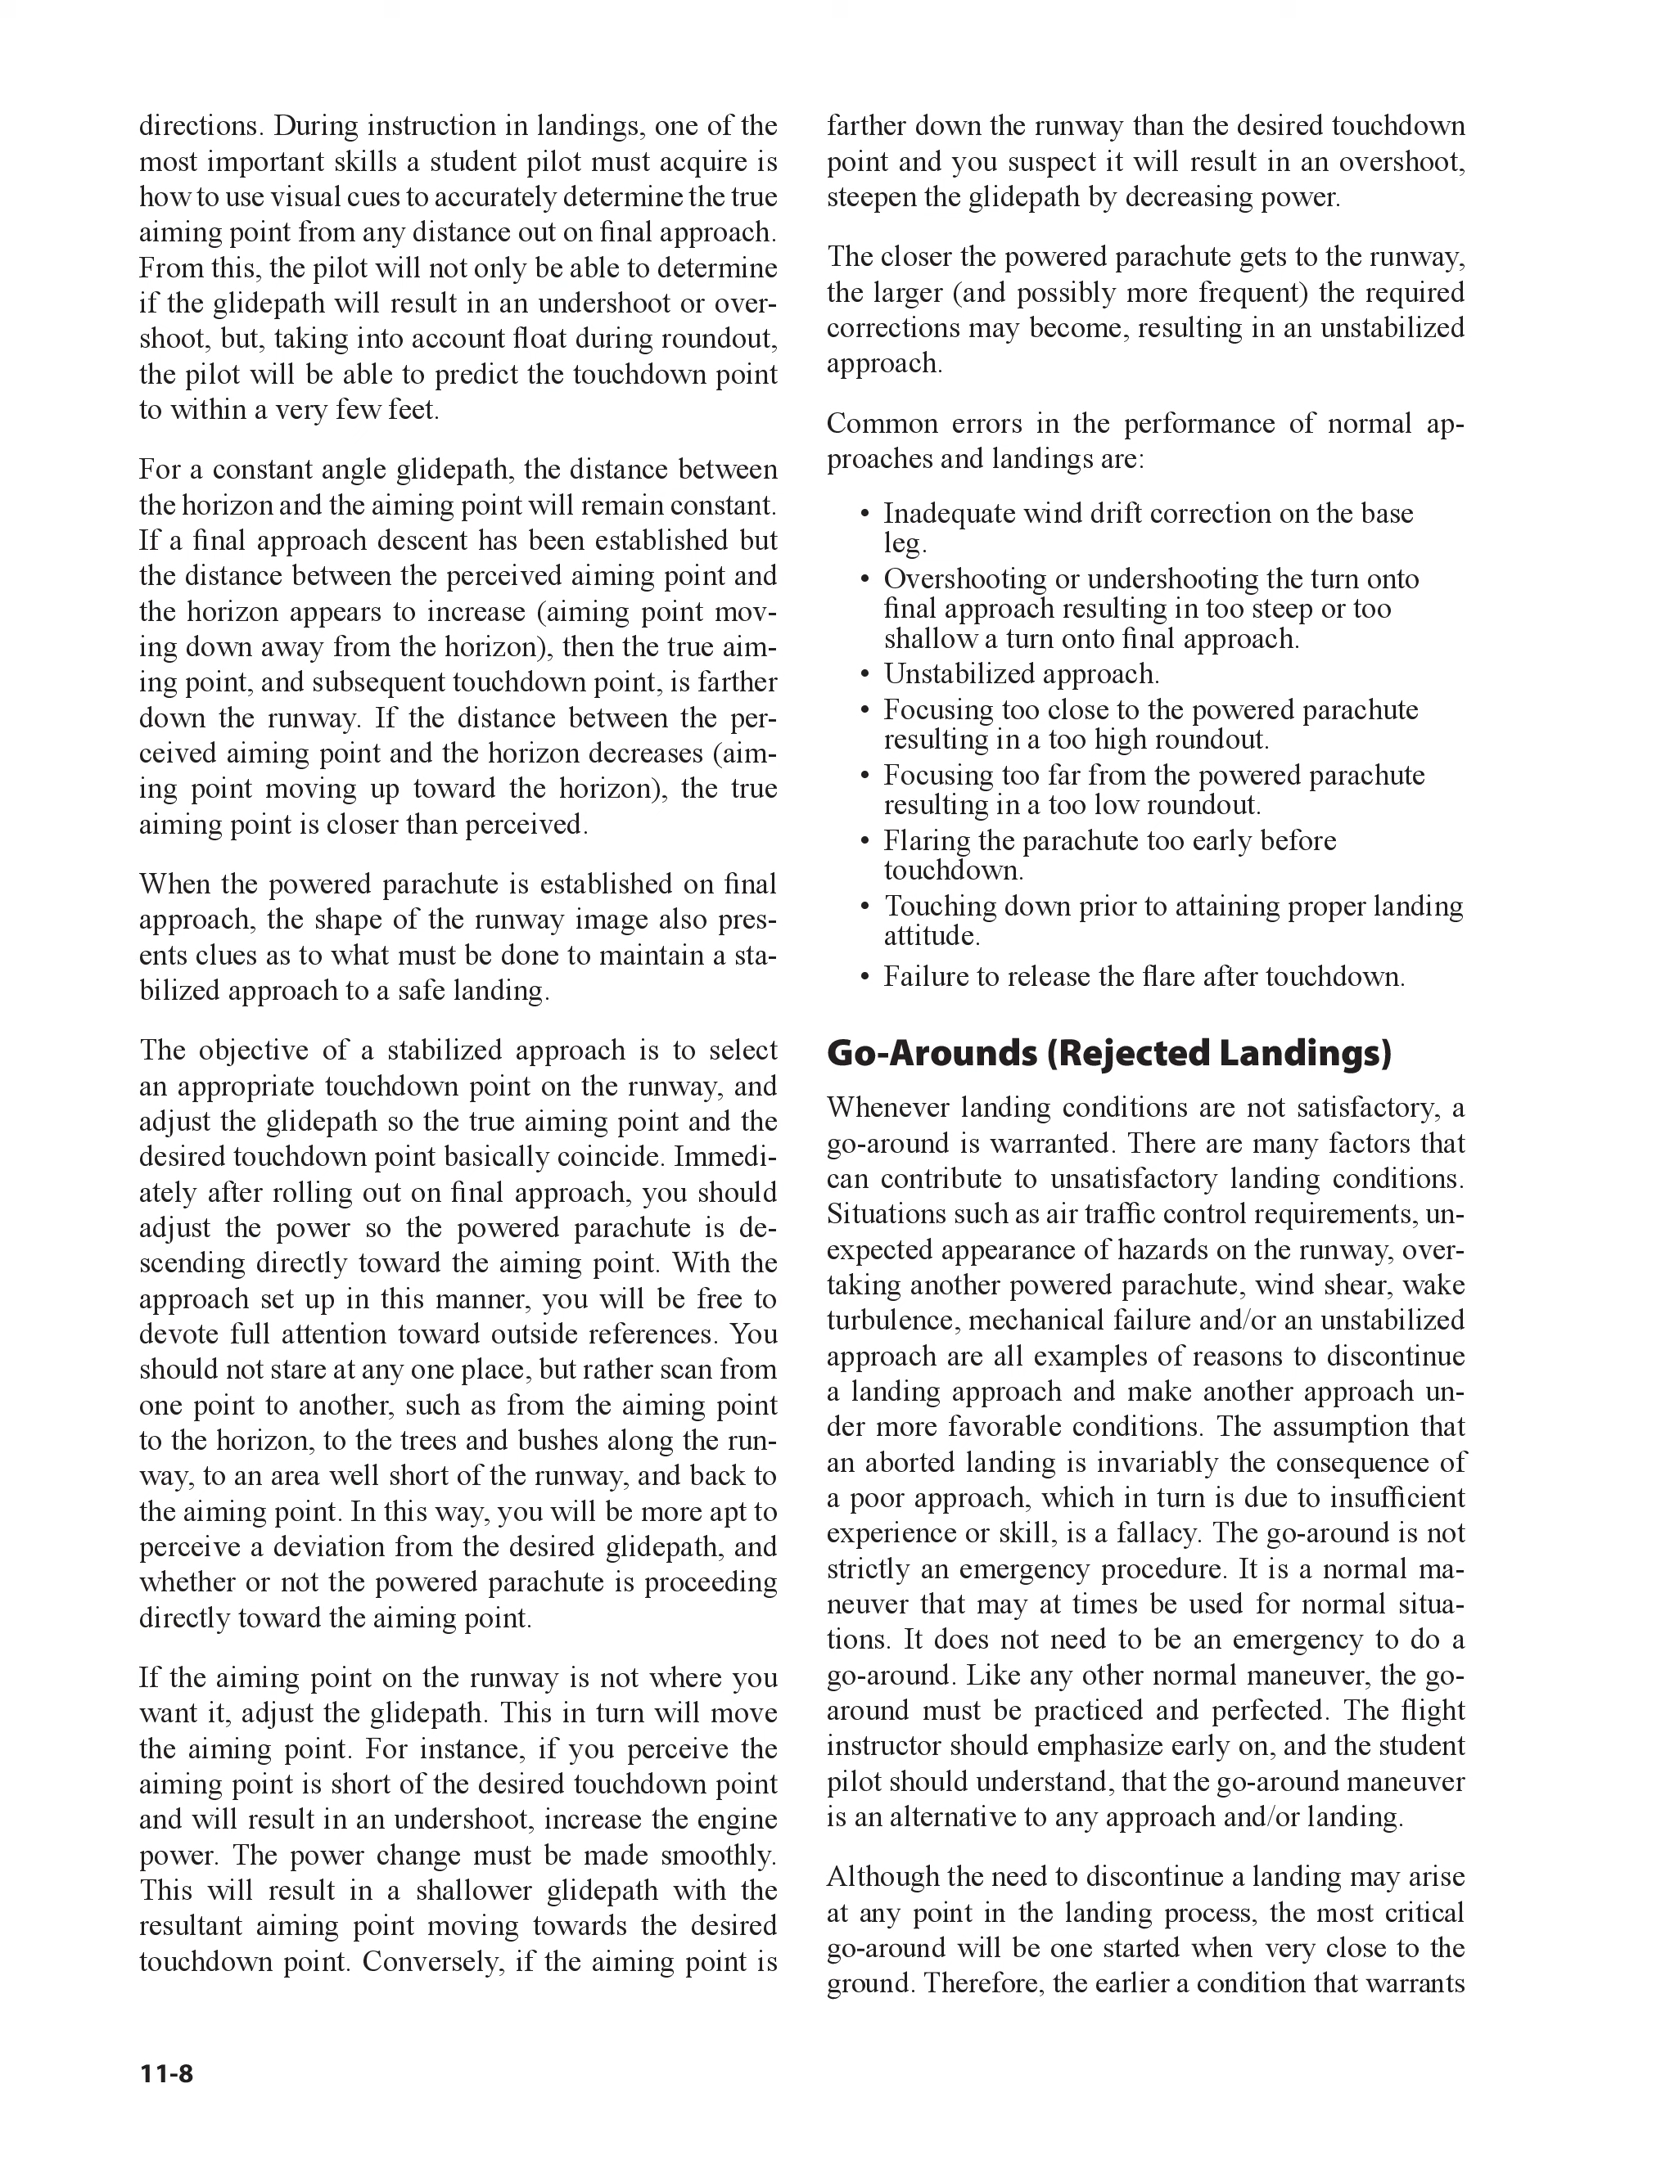 directions. During instruction in landings, one of the
most important skills a student pilot must acquire is
how to use visual cues to accurately determine the true
aiming point from any distance out on final approach.
From this, the pilot will not only be able to determine
if the glidepath will result in an undershoot or over-
shoot, but, taking into account float during roundout,
the pilot will be able to predict the touchdown point
to within a very few feet.
For a constant angle glidepath, the distance between
the horizon and the aiming point will remain constant.
If a final approach descent has been established but
the distance between the perceived aiming point and
the horizon appears to increase (aiming point mov-
ing down away from the horizon), then the true aim-
ing point, and subsequent touchdown point, is farther
down the runway. If the distance between the per-
ceived aiming point and the horizon decreases (aim-
ing point moving up toward the horizon), the true
aiming point is closer than perceived.
When the powered parachute is established on final
approach, the shape of the runway image also pres-
ents clues as to what must be done to maintain a sta-
bilized approach to a safe landing.
The objective of a stabilized approach is to select
an appropriate touchdown point on the runway, and
adjust the glidepath so the true aiming point and the
desired touchdown point basically coincide. Immedi-
ately after rolling out on final approach, you should
adjust the power so the powered parachute is de-
scending directly toward the aiming point. With the
approach set up in this manner, you will be free to
devote full attention toward outside references. You
should not stare at any one place, but rather scan from
one point to another, such as from the aiming point
to the horizon, to the trees and bushes along the run-
way, to an area well short of the runway, and back to
the aiming point. In this way, you will be more apt to
perceive a deviation from the desired glidepath, and
whether or not the powered parachute is proceeding
directly toward the aiming point.
If the aiming point on the runway is not where you
want it, adjust the glidepath. This in turn will move
the aiming point. For instance, if you perceive the
aiming point is short of the desired touchdown point
and will result in an undershoot, increase the engine
power. The power change must be made smoothly.
This will result in a shallower glidepath with the
resultant aiming point moving towards the desired
touchdown point. Conversely, if the aiming point is
farther down the runway than the desired touchdown
point and you suspect it will result in an overshoot,
steepen the glidepath by decreasing power.
The closer the powered parachute gets to the runway,
the larger (and possibly more frequent) the required
corrections may become, resulting in an unstabilized
approach.
Common errors in the performance of normal ap-
proaches and landings are:
• Inadequate wind drift correction on the base
leg.
• Overshooting or undershooting the turn onto
final approach resulting in too steep or too
shallow a turn onto final approach.
• Unstabilized approach.
• Focusing too close to the powered parachute
resulting in a too high roundout.
• Focusing too far from the powered parachute
resulting in a too low roundout.
• Flaring the parachute too early before
touchdown.
• Touching down prior to attaining proper landing
attitude.
• Failure to release the flare after touchdown.
Go-Arounds (Rejected Landings)
Whenever landing conditions are not satisfactory, a
go-around is warranted. There are many factors that
can contribute to unsatisfactory landing conditions.
Situations such as air traffic control requirements, un-
expected appearance of hazards on the runway, over-
taking another powered parachute, wind shear, wake
turbulence, mechanical failure and/or an unstabilized
approach are all examples of reasons to discontinue
a landing approach and make another approach un-
der more favorable conditions. The assumption that
an aborted landing is invariably the consequence of
a poor approach, which in turn is due to insufficient
experience or skill, is a fallacy. The go-around is not
strictly an emergency procedure. It is a normal ma-
neuver that may at times be used for normal situa-
tions. It does not need to be an emergency to do a
go-around. Like any other normal maneuver, the go-
around must be practiced and perfected. The flight
instructor should emphasize early on, and the student
pilot should understand, that the go-around maneuver
is an alternative to any approach and/or landing.
Although the need to discontinue a landing may arise
at any point in the landing process, the most critical
go-around will be one started when very close to the
ground. Therefore, the earlier a condition that warrants
11-8